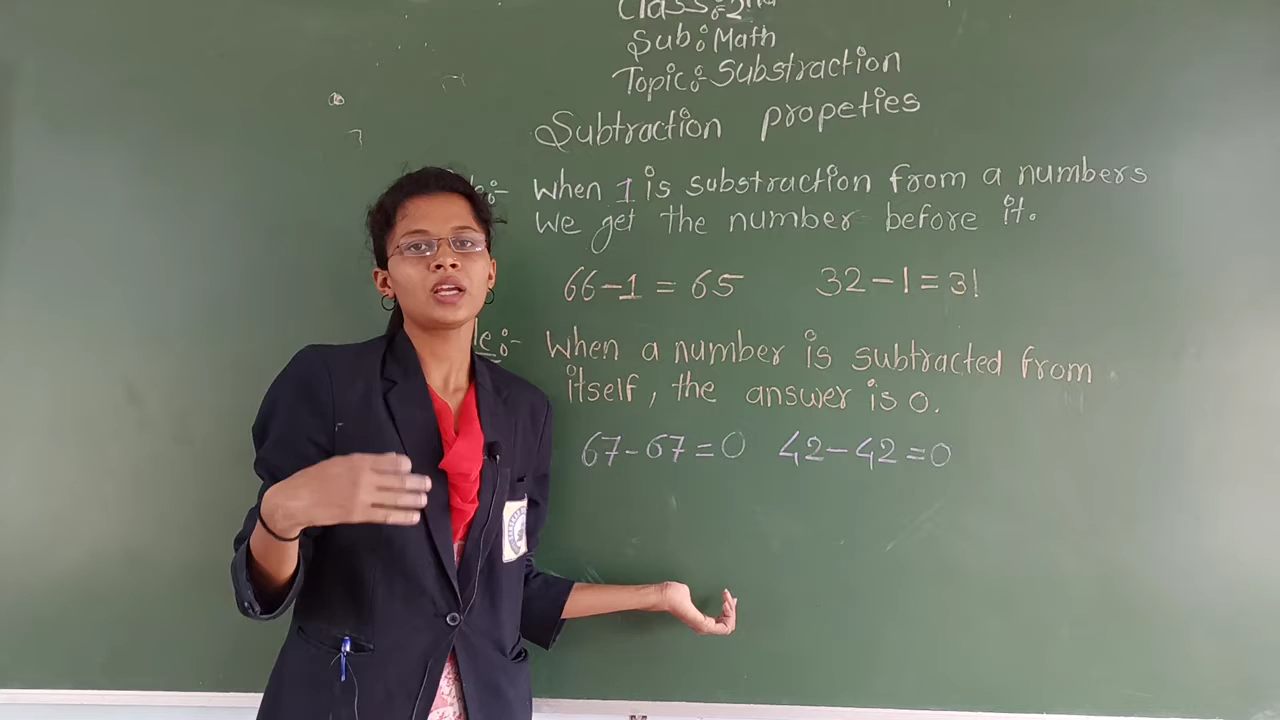 Class:- 2nd
Sub:- Math
Topic:- Substraction
Subtraction propeties
:- When 1 is substraction from a numbers
We get the number before it.
66-1 = 65 32-1=31
:- When a number is subtracted from
itself, the answer is 0.
67-67=0 42-42=0